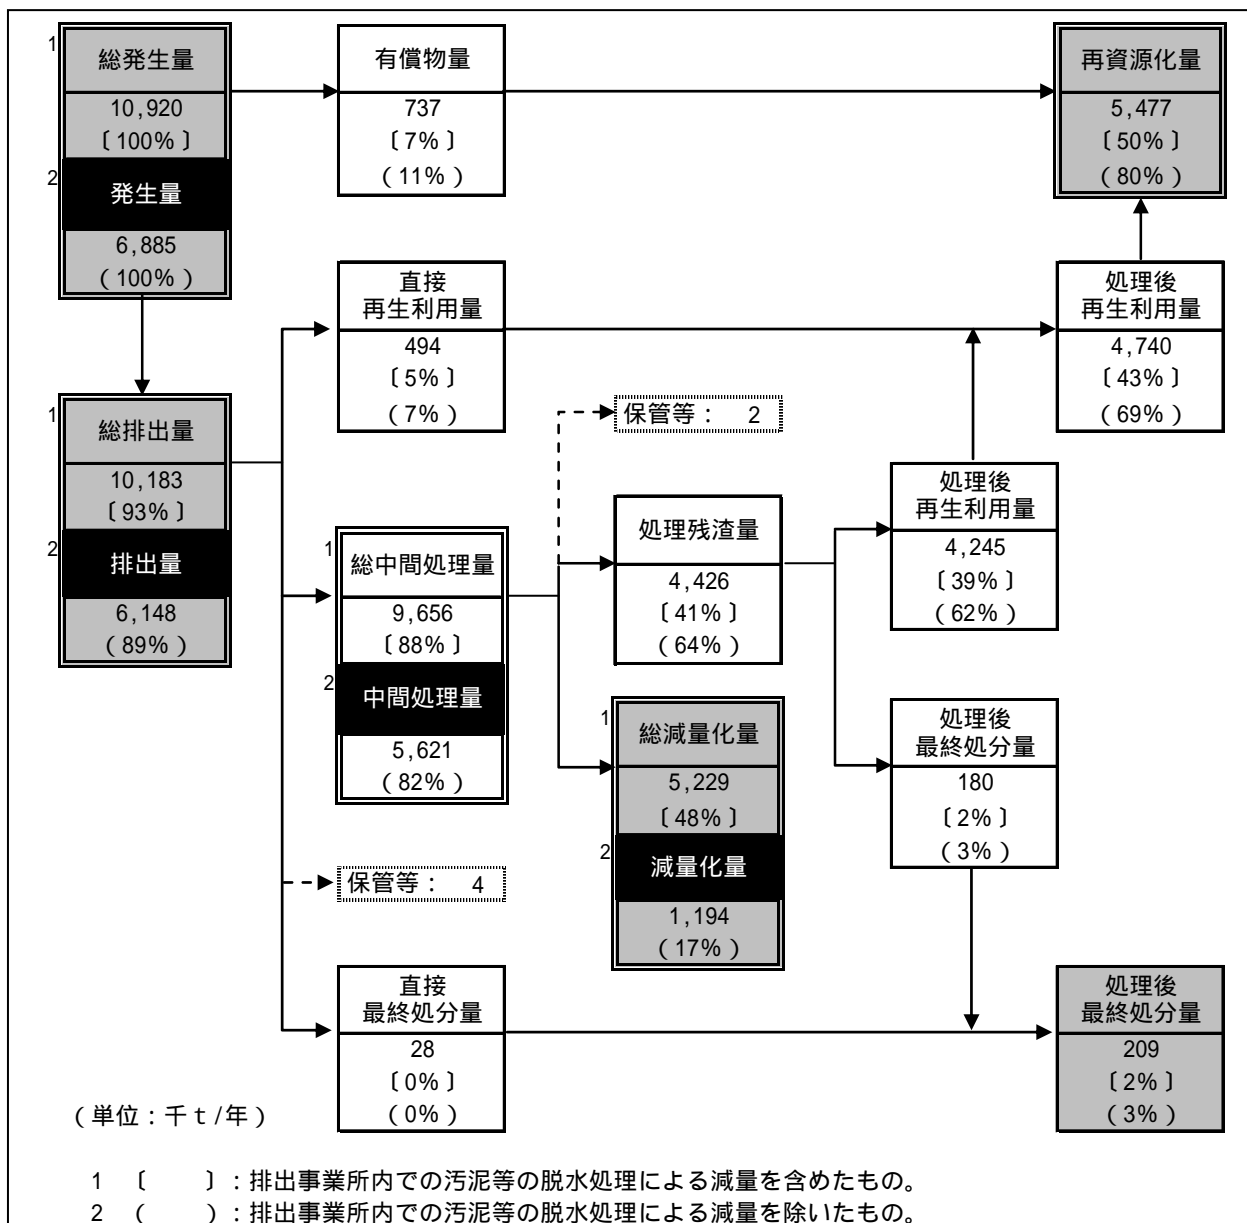 1
総発生量
10,920
〔100%〕
2
発生量
6,885
（100%）
有償物量
737
〔7%〕
（11%）
再資源化量
5,477
〔50%〕
（80%）
直接
再生利用量
494
〔5%〕
（7%）
処理後
再生利用量
4,740
〔43%〕
（69%）
1
総排出量
10,183
〔93%〕
2
排出量
6,148
（89%）
保管等： 2
1
総中間処理量
9,656
〔88%〕
2
中間処理量
5,621
（82%）
処理残渣量
4,426
〔41%〕
（64%）
処理後
再生利用量
4,245
〔39%〕
（62%）
1
総減量化量
5,229
〔48%〕
2
減量化量
1,194
（17%）
処理後
最終処分量
180
〔2%〕
（3%）
保管等： 4
直接
最終処分量
28
〔0%〕
（0%）
処理後
最終処分量
209
〔2%〕
（3%）
（単位：千ｔ/年）
1 〔 〕：排出事業所内での汚泥等の脱水処理による減量を含めたもの。
2 （ ）：排出事業所内での汚泥等の脱水処理による減量を除いたもの。